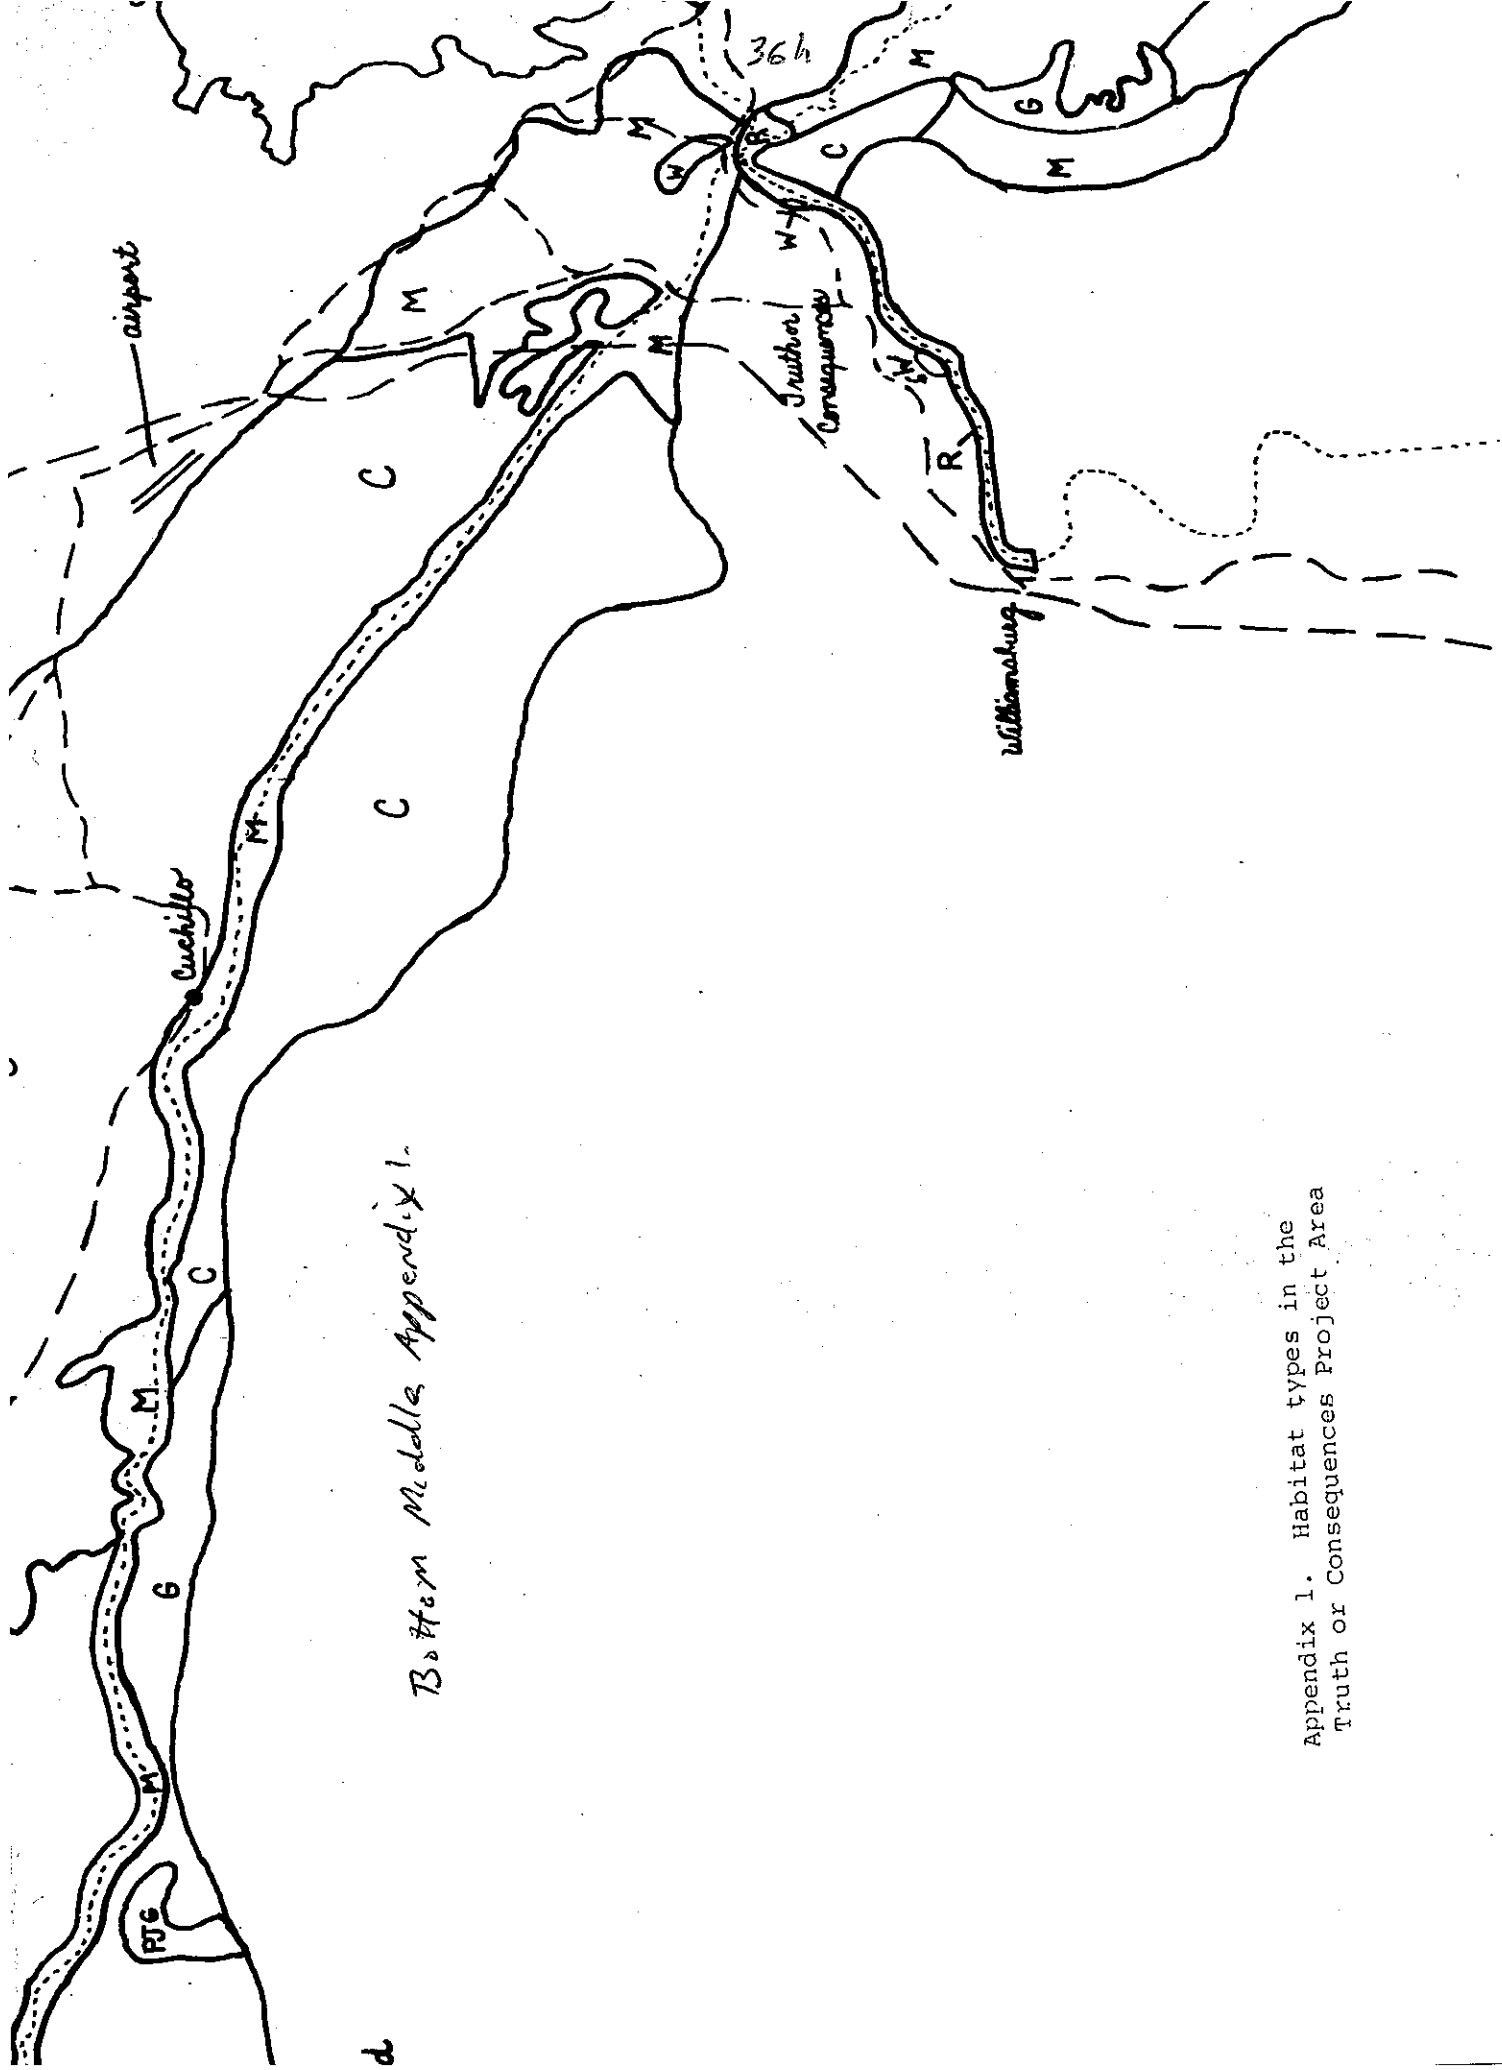 airport
PJG
M
M
G
Cuchillo
C
M
d
C
C
M
Bottom Middle Appendix 1.
M
M
W
R
36h
W
Truth or
Consequences
C
W
M
R
Williamsburg
G
M
Appendix 1. Habitat types in the
Truth or Consequences Project Area